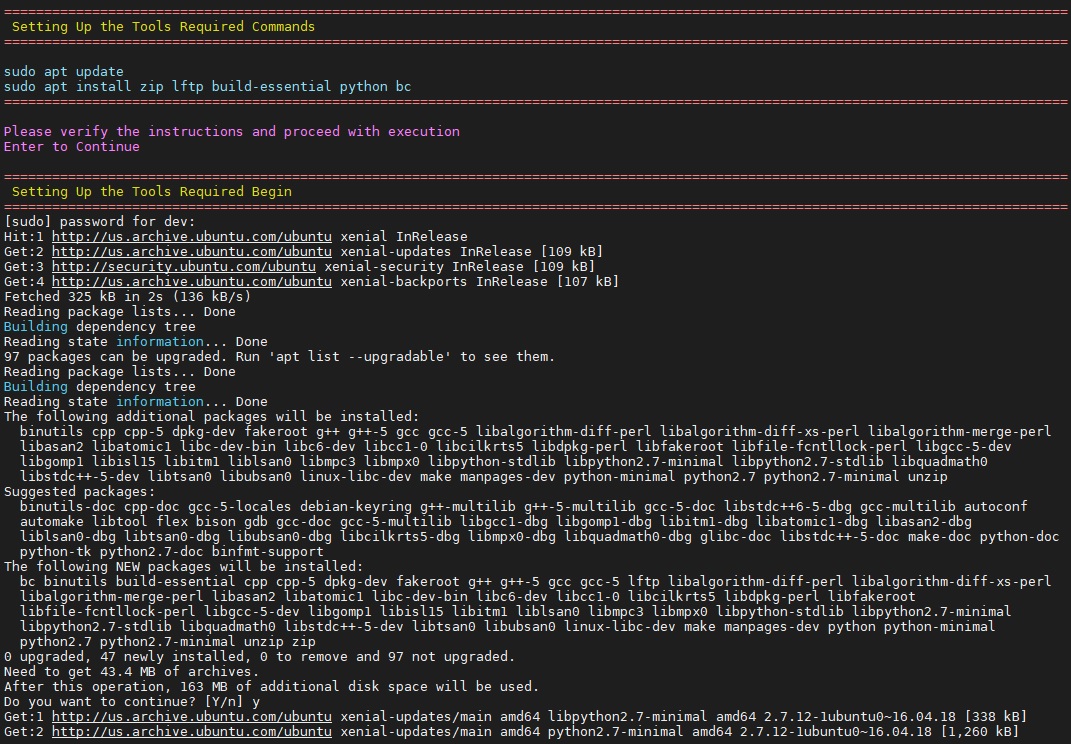 ================================================================================
 Setting Up the Tools Required Commands
================================================================================
sudo apt update
sudo apt install zip lftp build-essential python bc
================================================================================
Please verify the instructions and proceed with execution
Enter to Continue
================================================================================
 Setting Up the Tools Required Begin
================================================================================
[sudo] password for dev:
Hit:1 http://us.archive.ubuntu.com/ubuntu xenial InRelease
Get:2 http://us.archive.ubuntu.com/ubuntu xenial-updates InRelease [109 kB]
Get:3 http://security.ubuntu.com/ubuntu xenial-security InRelease [109 kB]
Get:4 http://us.archive.ubuntu.com/ubuntu xenial-backports InRelease [107 kB]
Fetched 325 kB in 2s (136 kB/s)
Reading package lists... Done
Building dependency tree
Reading state information... Done
97 packages can be upgraded. Run 'apt list --upgradable' to see them.
Reading package lists... Done
Building dependency tree
Reading state information... Done
The following additional packages will be installed:
  binutils cpp cpp-5 dpkg-dev fakeroot g++ g++-5 gcc gcc-5 libalgorithm-diff-perl libalgorithm-diff-xs-perl libalgorithm-merge-perl
  libasan2 libatomic1 libc-dev-bin libc6-dev libcc1-0 libcilkrts5 libdpkg-perl libfakeroot libfile-fcntllock-perl libgcc-5-dev
  libgomp1 libisl15 libitm1 liblsan0 libmpc3 libmpx0 libpython-stdlib libpython2.7-minimal libpython2.7-stdlib libquadmath0
  libstdc++-5-dev libtsan0 libubsan0 linux-libc-dev make manpages-dev python-minimal python2.7 python2.7-minimal unzip
Suggested packages:
  binutils-doc cpp-doc gcc-5-locales debian-keyring g++-multilib g++-5-multilib gcc-5-doc libstdc++6-5-dbg gcc-multilib autoconf
  automake libtool flex bison gdb gcc-doc gcc-5-multilib libgcc1-dbg libgomp1-dbg libitm1-dbg libatomic1-dbg libasan2-dbg
  liblsan0-dbg libtsan0-dbg libubsan0-dbg libcilkrts5-dbg libmpx0-dbg libquadmath0-dbg glibc-doc libstdc++-5-doc make-doc python-doc
  python-tk python2.7-doc binfmt-support
The following NEW packages will be installed:
  bc binutils build-essential cpp cpp-5 dpkg-dev fakeroot g++ g++-5 gcc gcc-5 lftp libalgorithm-diff-perl libalgorithm-diff-xs-perl
  libalgorithm-merge-perl libasan2 libatomic1 libc-dev-bin libc6-dev libcc1-0 libcilkrts5 libdpkg-perl libfakeroot
  libfile-fcntllock-perl libgcc-5-dev libgomp1 libisl15 libitm1 liblsan0 libmpc3 libmpx0 libpython-stdlib libpython2.7-minimal
  libpython2.7-stdlib libquadmath0 libstdc++-5-dev libtsan0 libubsan0 linux-libc-dev make manpages-dev python python-minimal
  python2.7 python2.7-minimal unzip zip
0 upgraded, 47 newly installed, 0 to remove and 97 not upgraded.
Need to get 43.4 MB of archives.
After this operation, 163 MB of additional disk space will be used.
Do you want to continue? [Y/n] y
Get:1 http://us.archive.ubuntu.com/ubuntu xenial-updates/main amd64 libpython2.7-minimal amd64 2.7.12-1ubuntu0~16.04.18 [338 kB]
Get:2 http://us.archive.ubuntu.com/ubuntu xenial-updates/main amd64 python2.7-minimal amd64 2.7.12-1ubuntu0~16.04.18 [1,260 kB]